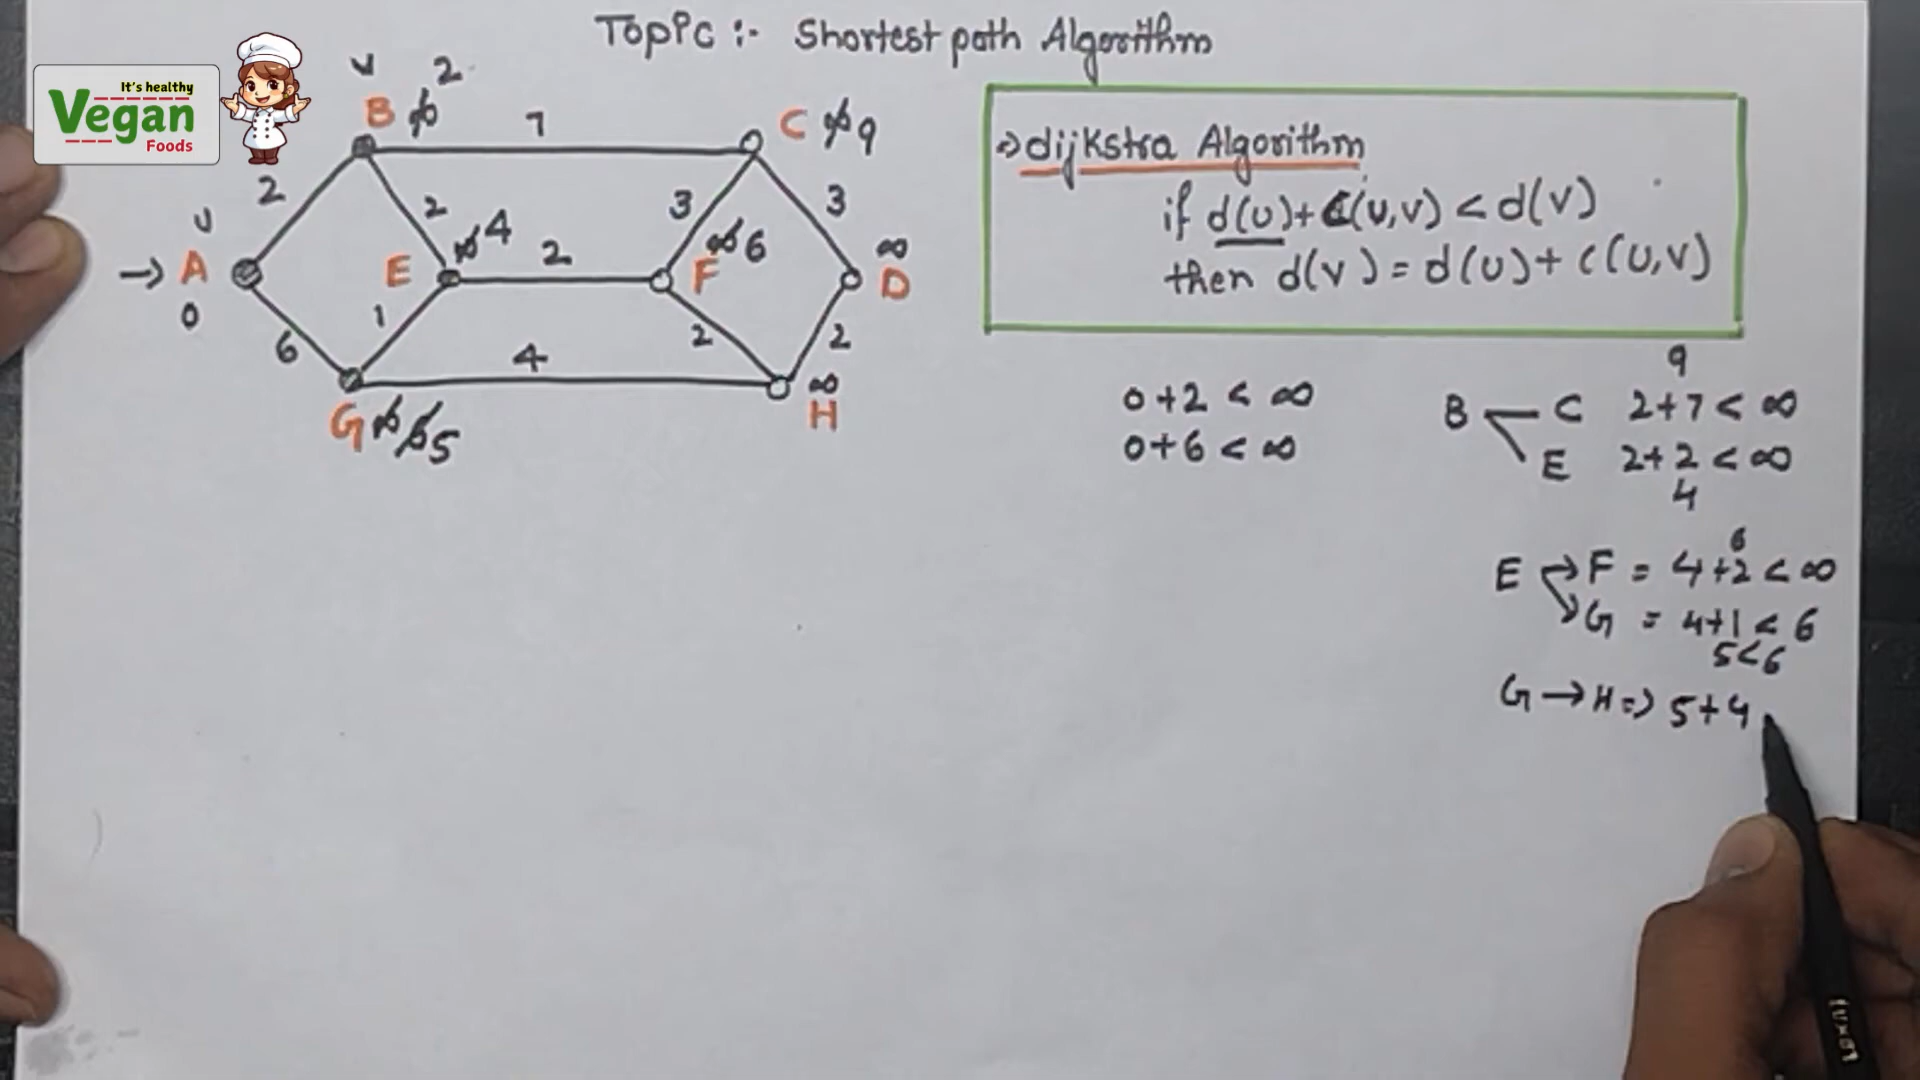 Topic :- Shortest path Algorithm
It's healthy
Vegan
Foods
v 2
B ∞ 7 C ∞ 9
2 2 3 3
v
→ A E ∞ 4 2 F ∞ 6 ∞ D
0
6 1 4 2 2
G ∞ 6 5 ∞ H
⇒ dijkstra Algorithm
if d(u) + C(u,v) < d(v)
then d(v) = d(u) + c(u,v)
0+2 < ∞
0+6 < ∞
9
B C 2+7 < ∞
E 2+2 < ∞
4
6
E → F = 4+2 < ∞
→ G = 4+1 < 6
5<6
G → H => 5+4